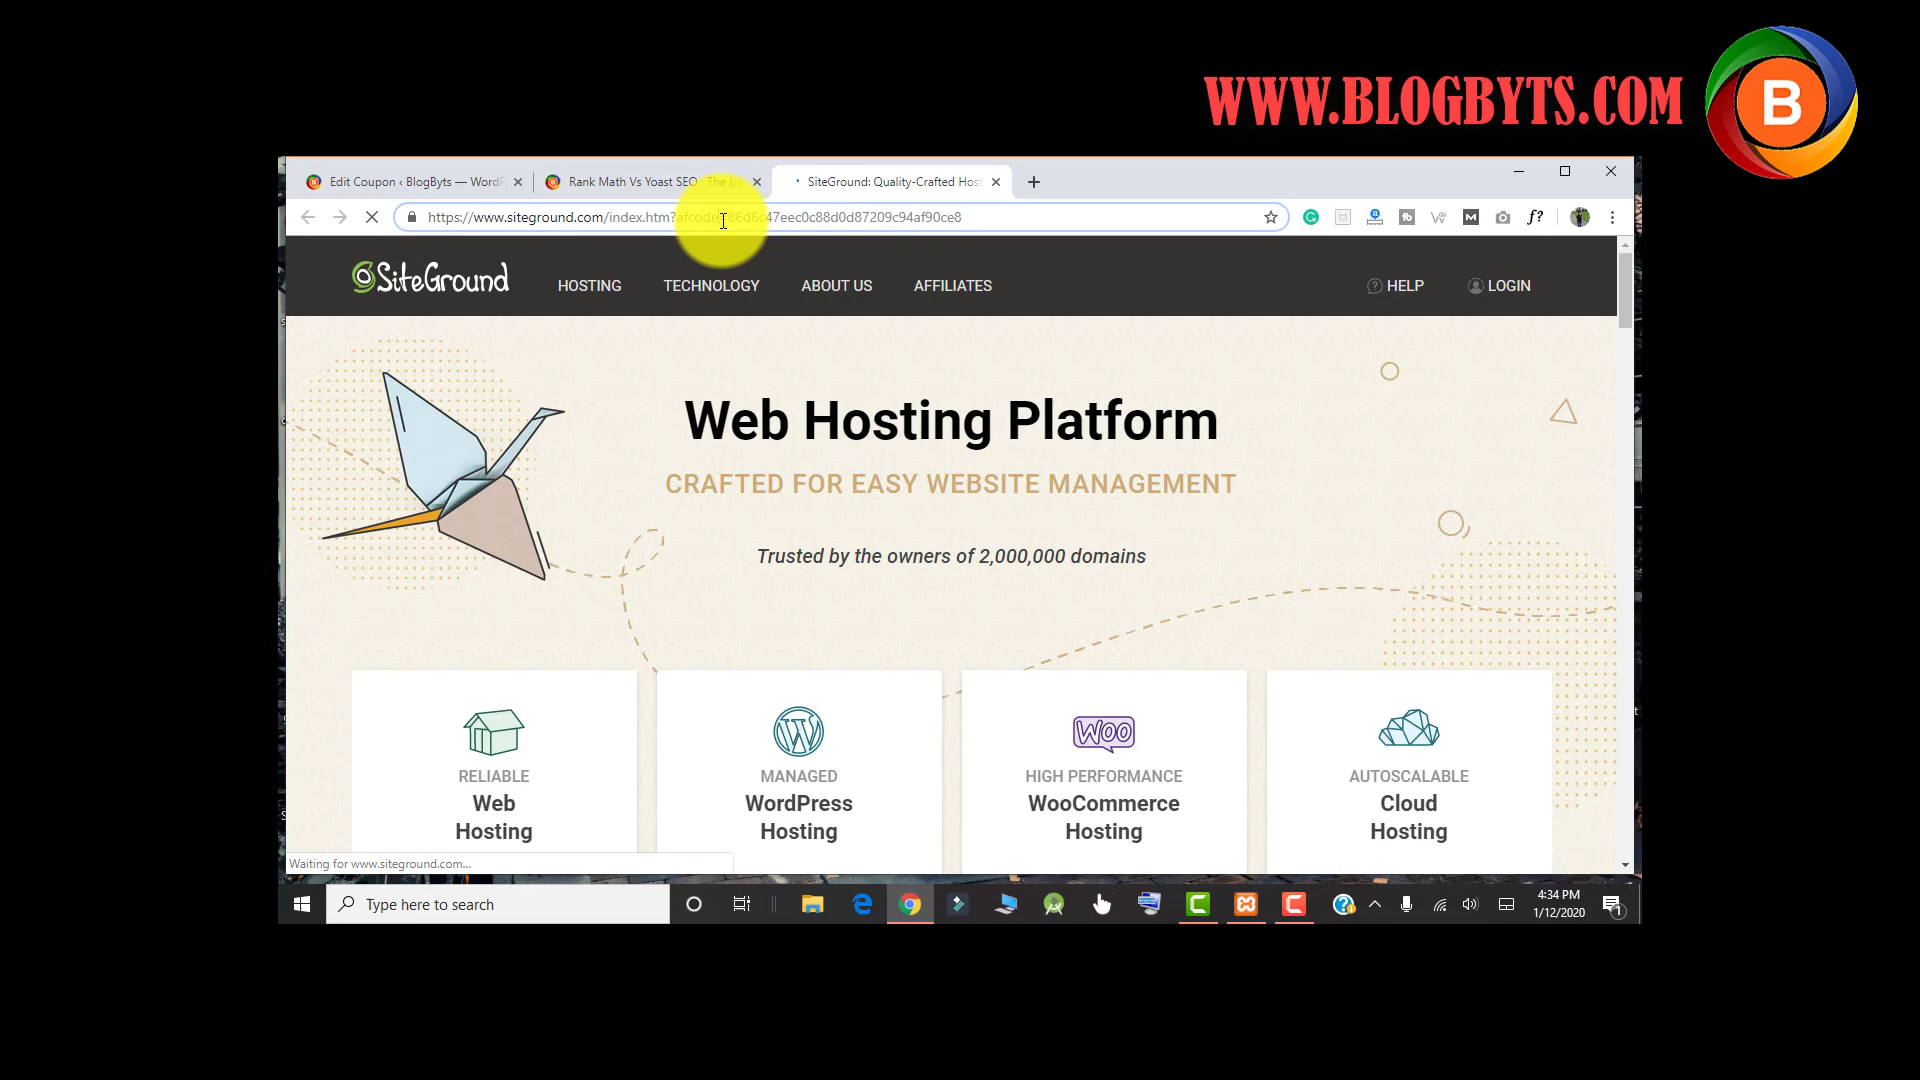 WWW.BLOGBYTS.COM
B
Edit Coupon ‹ BlogByts — WordP
Rank Math Vs Yoast SEO : The b
SiteGround: Quality-Crafted Host
https://www.siteground.com/index.htm?afcode
SiteGround
HOSTING
TECHNOLOGY
ABOUT US
AFFILIATES
HELP
LOGIN
Web Hosting Platform
CRAFTED FOR EASY WEBSITE MANAGEMENT
Trusted by the owners of 2,000,000 domains
RELIABLE
Web
Hosting
MANAGED
WordPress
Hosting
WOO
HIGH PERFORMANCE
WooCommerce
Hosting
AUTOSCALABLE
Cloud
Hosting
Waiting for www.siteground.com...
Type here to search
4:34 PM
1/12/2020
1